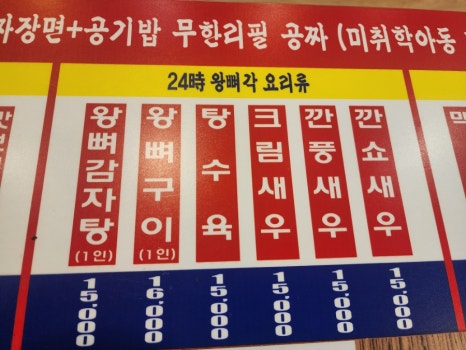 짜장면+공기밥 무한리필 공짜 (미취학아동
24時 왕뼈각 요리류
왕뼈감자탕 (1인)
왕뼈구이 (1인)
탕수육
크림새우
깐풍새우
깐쇼새우
15.000
16.000
15.000
15.000
15.000
15.000